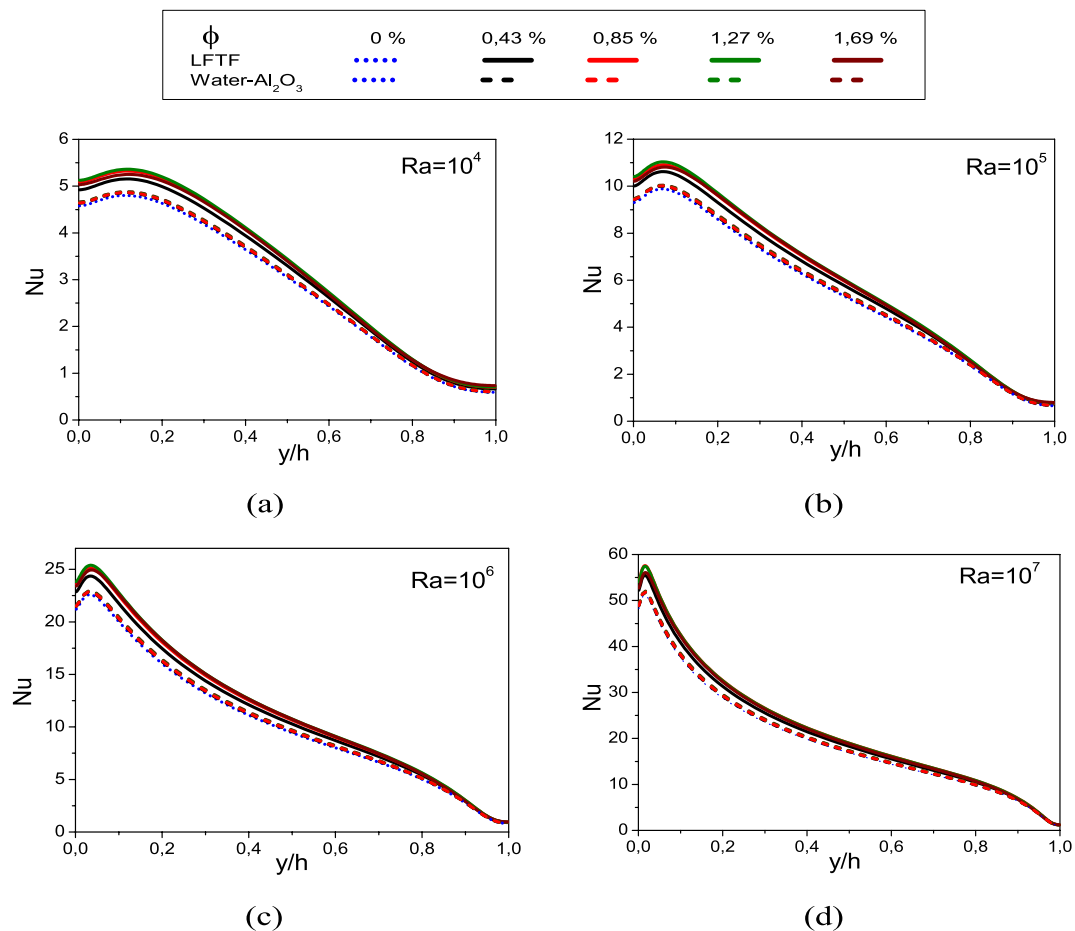 ϕ 0 % 0,43 % 0,85 % 1,27 % 1,69 %
LFTF
Water-Al₂O₃
6
5
4
3
2
1
0
Nu
Ra=10⁴
0,0 0,2 0,4 0,6 0,8 1,0
y/h
(a)
12
10
8
6
4
2
0
Nu
Ra=10⁵
0,0 0,2 0,4 0,6 0,8 1,0
y/h
(b)
25
20
15
10
5
0
Nu
Ra=10⁶
0,0 0,2 0,4 0,6 0,8 1,0
y/h
(c)
60
50
40
30
20
10
0
Nu
Ra=10⁷
0,0 0,2 0,4 0,6 0,8 1,0
y/h
(d)